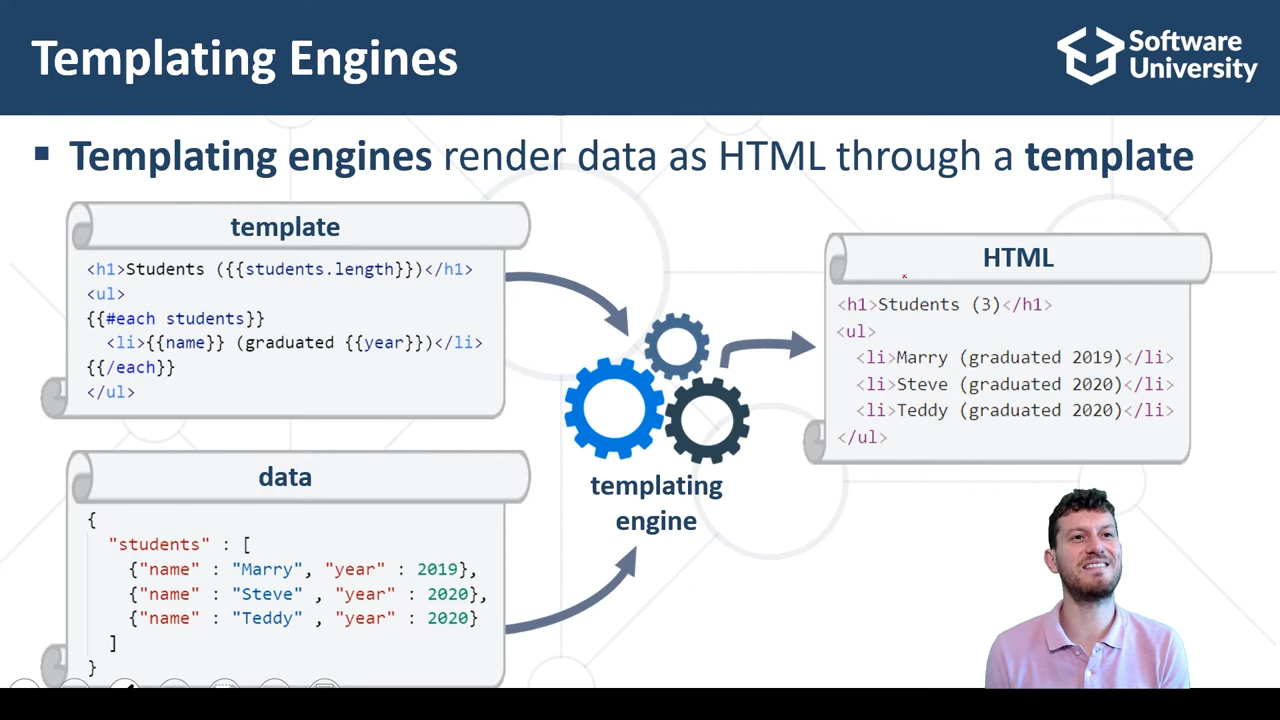 Templating Engines
Software
University
▪ Templating engines render data as HTML through a template
template
<h1>Students ({{students.length}})</h1>
<ul>
{{#each students}}
<li>{{name}} (graduated {{year}})</li>
{{/each}}
</ul>
data
{
"students" : [
{"name" : "Marry", "year" : 2019},
{"name" : "Steve" , "year" : 2020},
{"name" : "Teddy" , "year" : 2020}
]
}
templating
engine
HTML
<h1>Students (3)</h1>
<ul>
<li>Marry (graduated 2019)</li>
<li>Steve (graduated 2020)</li>
<li>Teddy (graduated 2020)</li>
</ul>